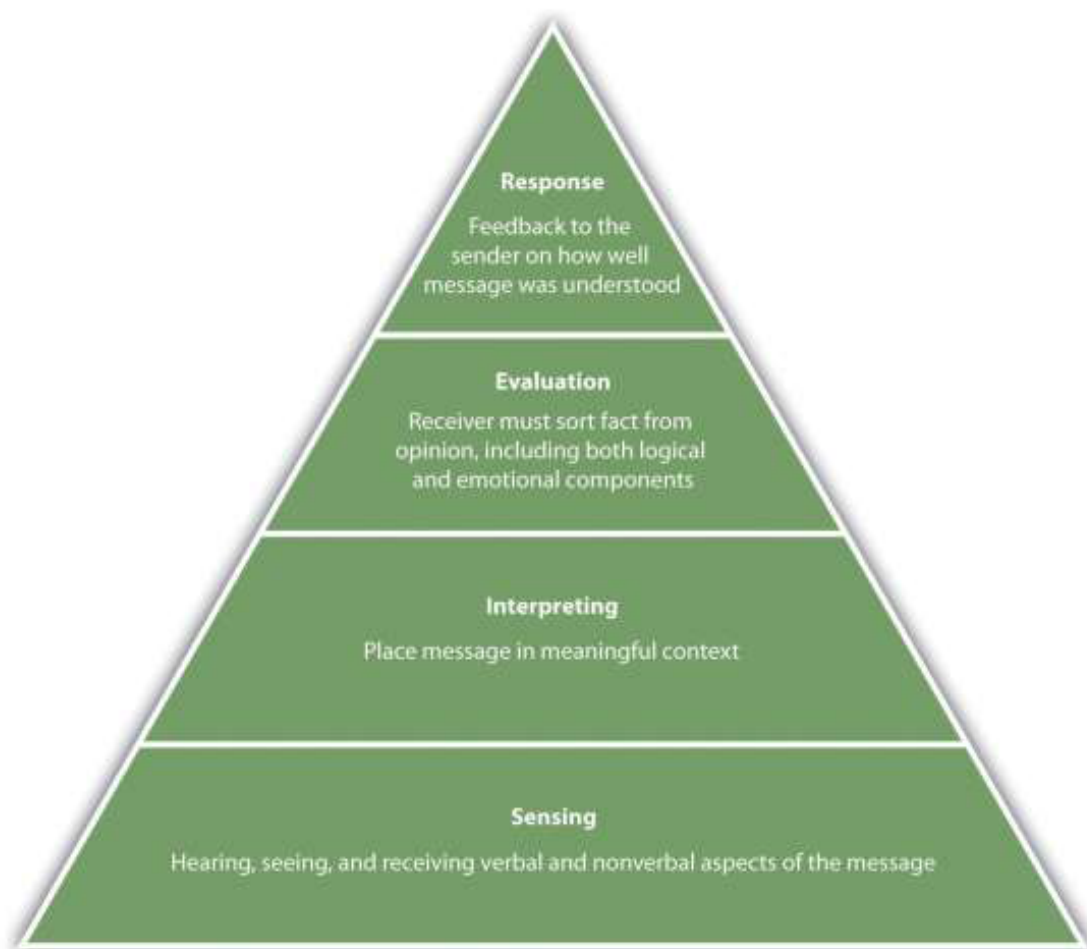 Response
Feedback to the
sender on how well
message was understood
Evaluation
Receiver must sort fact from
opinion, including both logical
and emotional components
Interpreting
Place message in meaningful context
Sensing
Hearing, seeing, and receiving verbal and nonverbal aspects of the message